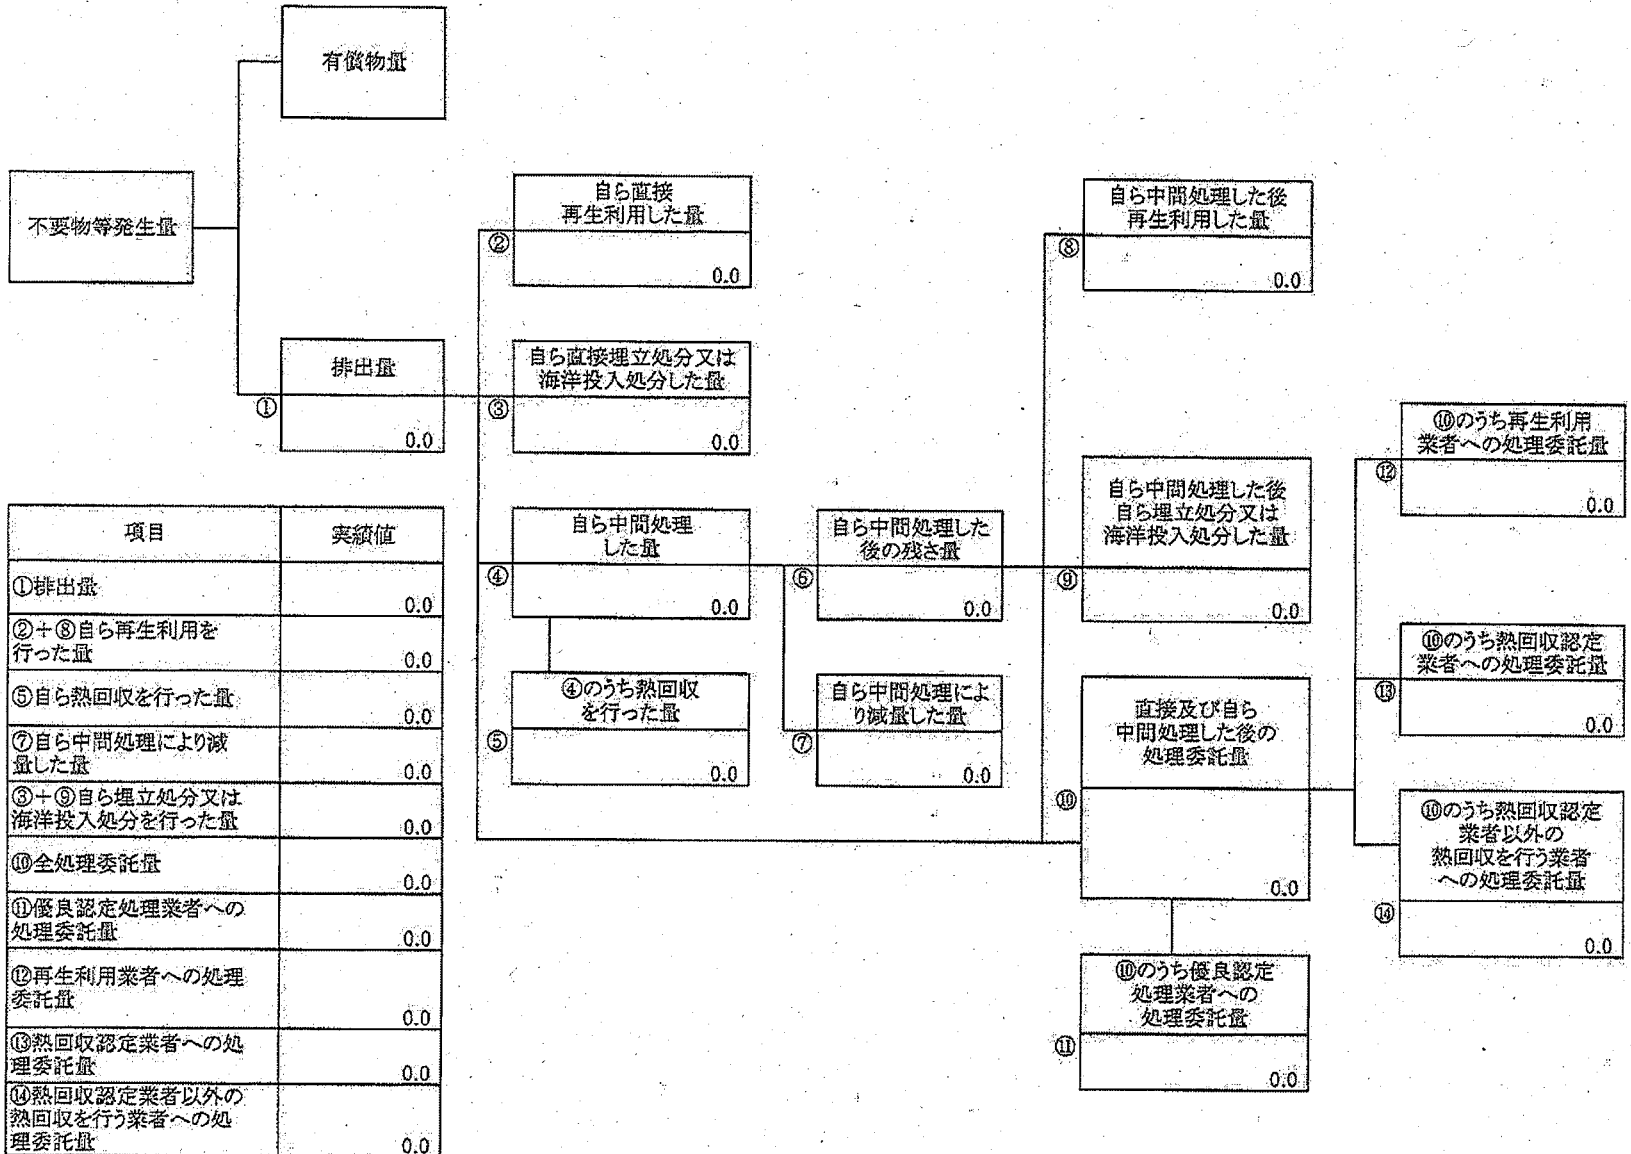 有償物量
不要物等発生量
排出量
①
0.0
自ら直接
再生利用した量
②
0.0
自ら直接埋立処分又は
海洋投入処分した量
③
0.0
自ら中間処理
した量
④
0.0
④のうち熱回収
を行った量
⑤
0.0
自ら中間処理した
後の残さ量
⑥
0.0
自ら中間処理によ
り減量した量
⑦
0.0
自ら中間処理した後
再生利用した量
⑧
0.0
自ら中間処理した後
自ら埋立処分又は
海洋投入処分した量
⑨
0.0
直接及び自ら
中間処理した後の
処理委託量
⑩
0.0
⑩のうち優良認定
処理業者への
処理委託量
⑪
0.0
⑩のうち再生利用
業者への処理委託量
⑫
0.0
⑩のうち熱回収認定
業者への処理委託量
⑬
0.0
⑩のうち熱回収認定
業者以外の
熱回収を行う業者
への処理委託量
⑭
0.0
項目 実績値
①排出量
0.0
②+⑧自ら再生利用を
行った量
0.0
⑤自ら熱回収を行った量
0.0
⑦自ら中間処理により減
量した量
0.0
③+⑨自ら埋立処分又は
海洋投入処分を行った量
0.0
⑩全処理委託量
0.0
⑪優良認定処理業者への
処理委託量
0.0
⑫再生利用業者への処理
委託量
0.0
⑬熱回収認定業者への処
理委託量
0.0
⑭熱回収認定業者以外の
熱回収を行う業者への処
理委託量
0.0